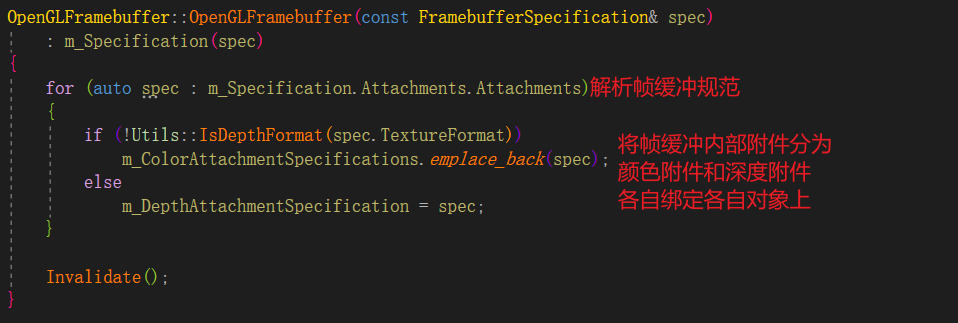 OpenGLFramebuffer::OpenGLFramebuffer(const FramebufferSpecification& spec)
: m_Specification(spec)
{
for (auto spec : m_Specification.Attachments.Attachments)解析帧缓冲规范
{
if (!Utils::IsDepthFormat(spec.TextureFormat))
将帧缓冲内部附件分为
m_ColorAttachmentSpecifications.emplace_back(spec);
颜色附件和深度附件
else
各自绑定各自对象上
m_DepthAttachmentSpecification = spec;
}
Invalidate();
}